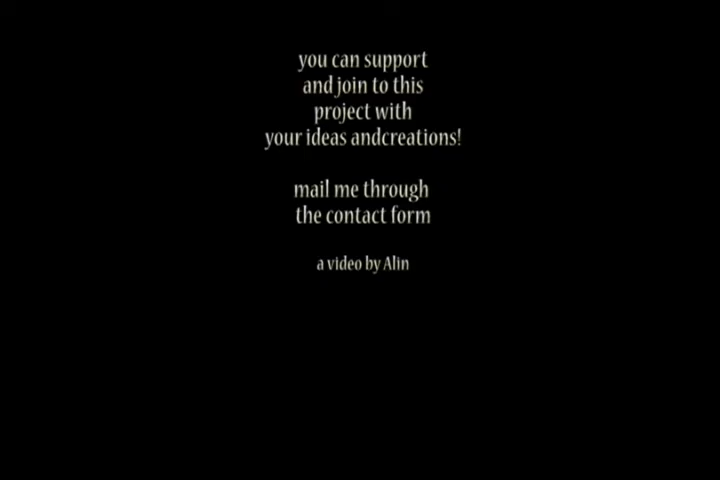 you can support
and join to this
project with
your ideas andcreations!
mail me through
the contact form
a video by Alin